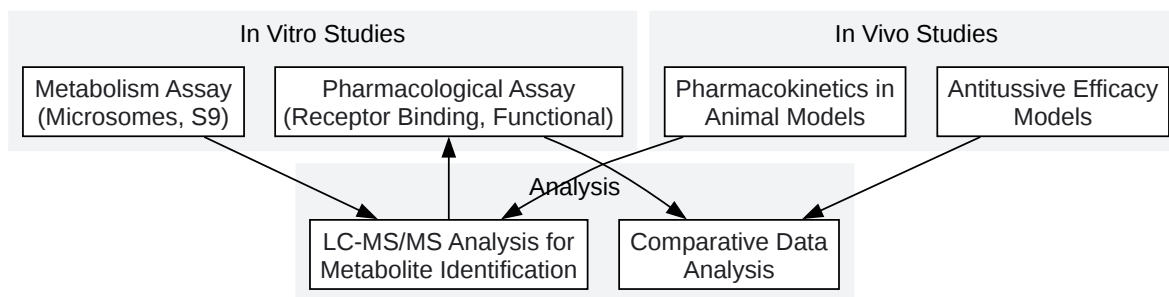 In Vitro Studies
In Vivo Studies
Metabolism Assay
(Microsomes, S9)
Pharmacological Assay
(Receptor Binding, Functional)
Pharmacokinetics in
Animal Models
Antitussive Efficacy
Models
Analysis
LC-MS/MS Analysis for
Metabolite Identification
Comparative Data
Analysis